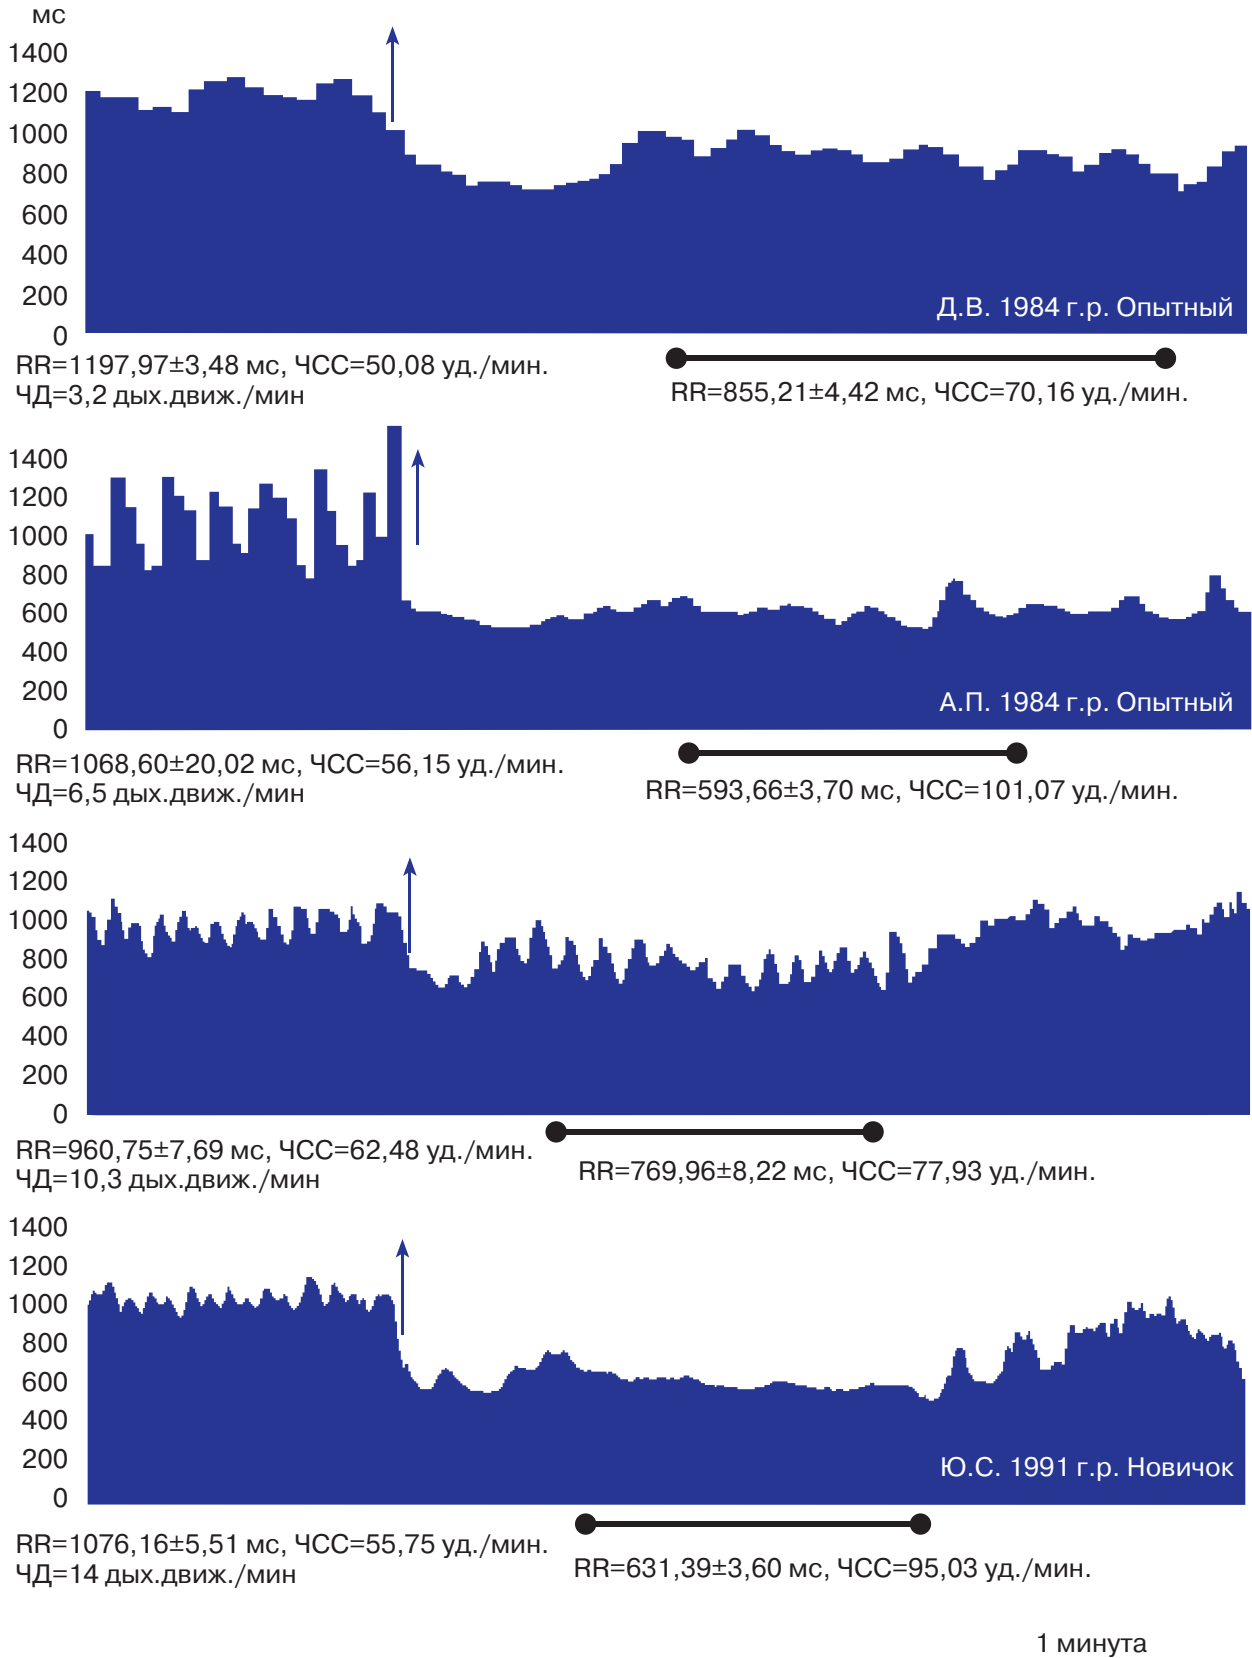 мс
1400
1200
1000
800
600
400
200
0
Д.В. 1984 г.р. Опытный
RR=1197,97±3,48 мс, ЧСС=50,08 уд./мин.
ЧД=3,2 дых.движ./мин
RR=855,21±4,42 мс, ЧСС=70,16 уд./мин.
1400
1200
1000
800
600
400
200
0
А.П. 1984 г.р. Опытный
RR=1068,60±20,02 мс, ЧСС=56,15 уд./мин.
ЧД=6,5 дых.движ./мин
RR=593,66±3,70 мс, ЧСС=101,07 уд./мин.
1400
1200
1000
800
600
400
200
0
RR=960,75±7,69 мс, ЧСС=62,48 уд./мин.
ЧД=10,3 дых.движ./мин
RR=769,96±8,22 мс, ЧСС=77,93 уд./мин.
1400
1200
1000
800
600
400
200
0
Ю.С. 1991 г.р. Новичок
RR=1076,16±5,51 мс, ЧСС=55,75 уд./мин.
ЧД=14 дых.движ./мин
RR=631,39±3,60 мс, ЧСС=95,03 уд./мин.
1 минута